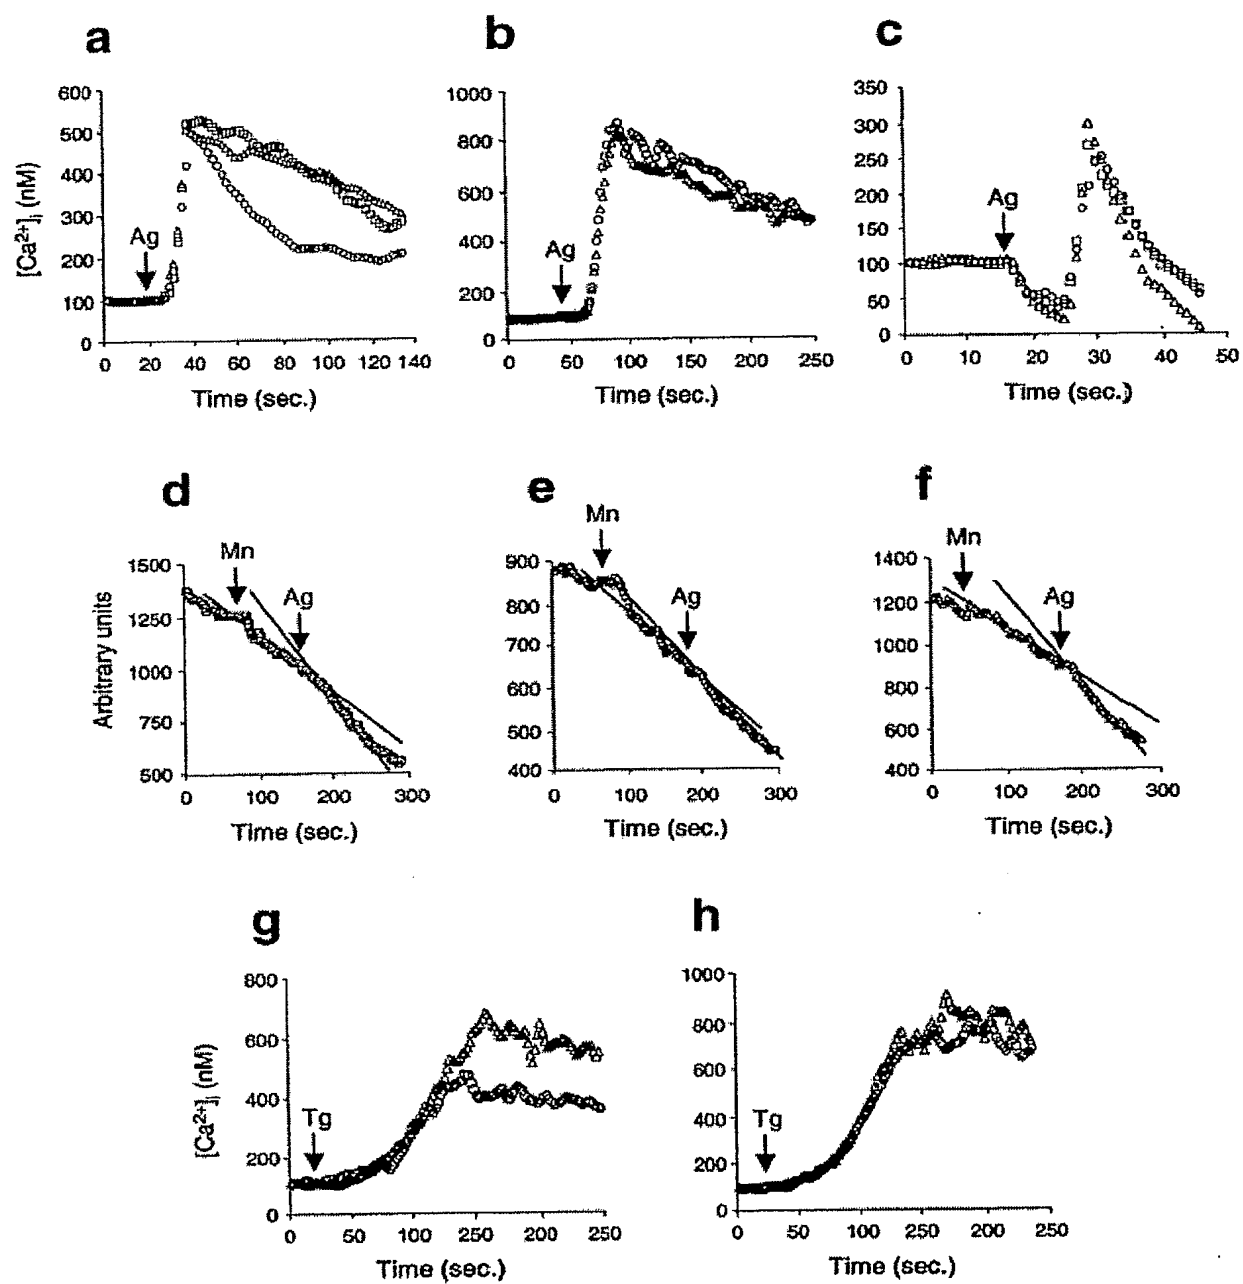 a
b
c
600
500
400
300
200
100
0
[Ca2+]i (nM)
Ag
0 20 40 60 80 100 120 140
Time (sec.)
1000
800
600
400
200
0
Ag
0 50 100 150 200 250
Time (sec.)
350
300
250
200
150
100
50
0
Ag
0 10 20 30 40 50
Time (sec.)
d
e
f
1500
1250
1000
750
500
Arbitrary units
Mn
Ag
0 100 200 300
Time (sec.)
900
800
700
600
500
400
Mn
Ag
0 100 200 300
Time (sec.)
1400
1200
1000
800
600
400
Mn
Ag
0 100 200 300
Time (sec.)
g
h
800
600
400
200
0
[Ca2+]i (nM)
Tg
0 50 100 150 200 250
Time (sec.)
1000
800
600
400
200
0
Tg
0 50 100 150 200 250
Time (sec.)